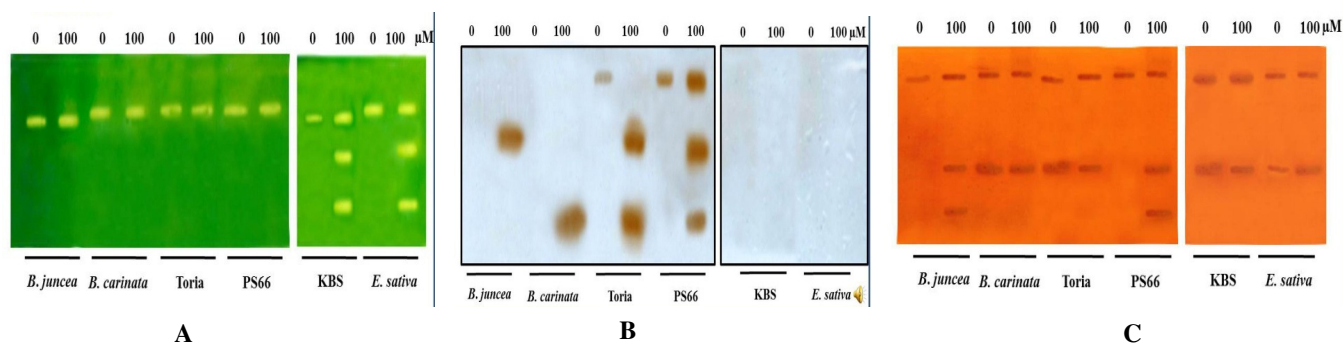 0 100 0 100 0 100 0 100 0 100 0 100 μM
B. juncea B. carinata Toria PS66 KBS E. sativa
A
0 100 0 100 0 100 0 100 0 100 0 100 μM
B. juncea B. carinata Toria PS66 KBS E. sativa
B
0 100 0 100 0 100 0 100 0 100 0 100 μM
B. juncea B. carinata Toria PS66 KBS E. sativa
C